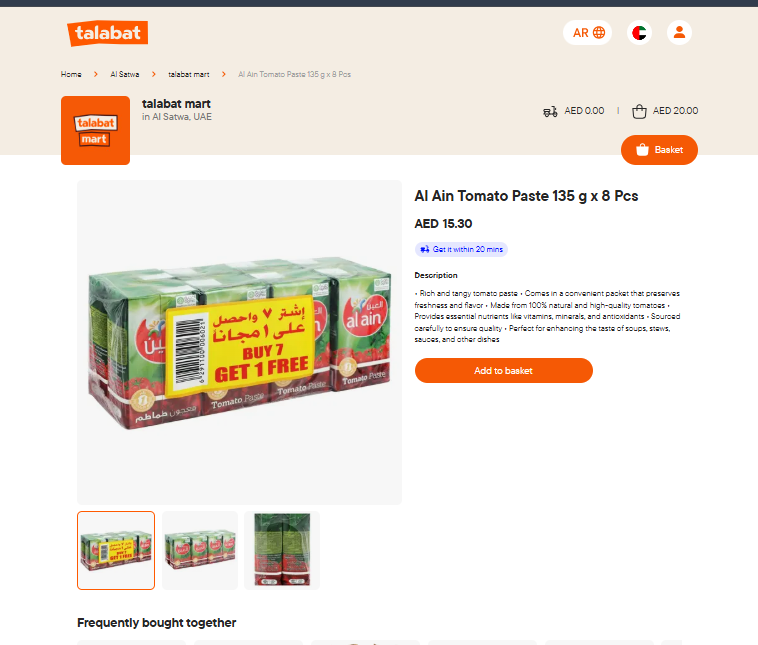 talabat
AR
Home > Al Satwa > talabat mart > Al Ain Tomato Paste 135 g x 8 Pcs
talabat
mart
talabat mart
in Al Satwa, UAE
AED 0.00 | AED 20.00
Basket
Al Ain Tomato Paste 135 g x 8 Pcs
AED 15.30
Get it within 20 mins
Description
• Rich and tangy tomato paste • Comes in a convenient packet that preserves
freshness and flavor • Made from 100% natural and high-quality tomatoes •
Provides essential nutrients like vitamins, minerals, and antioxidants • Sourced
carefully to ensure quality • Perfect for enhancing the taste of soups, stews,
sauces, and other dishes
Add to basket
إشتر ٧ واحصل
على ١ مجاناً
BUY 7
GET 1 FREE
العين
al ain
معجون طماطم
Tomato Paste
Tomato Paste
Tomato Paste
Frequently bought together